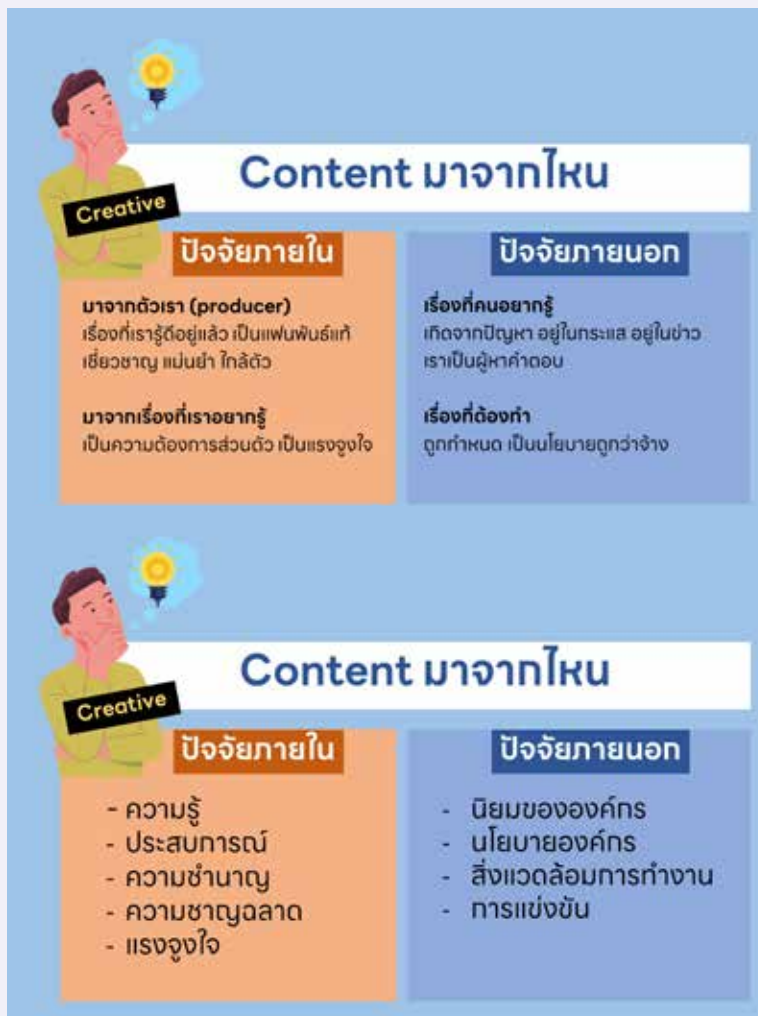 Content มาจากไหน
Creative
ปัจจัยภายใน
มาจากตัวเรา (producer)
เรื่องที่เรารู้ดีอยู่แล้ว เป็นแฟนพันธุ์แท้
เชี่ยวชาญ แม่นยำ ใกล้ตัว
มาจากเรื่องที่เราอยากรู้
เป็นความต้องการส่วนตัว เป็นแรงจูงใจ
ปัจจัยภายนอก
เรื่องที่คนอยากรู้
เกิดจากปัญหา อยู่ในกระแส อยู่ในข่าว
เราเป็นผู้หาคำตอบ
เรื่องที่ต้องทำ
ถูกกำหนด เป็นนโยบายถูกว่าจ้าง
Content มาจากไหน
Creative
ปัจจัยภายใน
- ความรู้
- ประสบการณ์
- ความชำนาญ
- ความชาญฉลาด
- แรงจูงใจ
ปัจจัยภายนอก
- นิยมขององค์กร
- นโยบายองค์กร
- สิ่งแวดล้อมการทำงาน
- การแข่งขัน